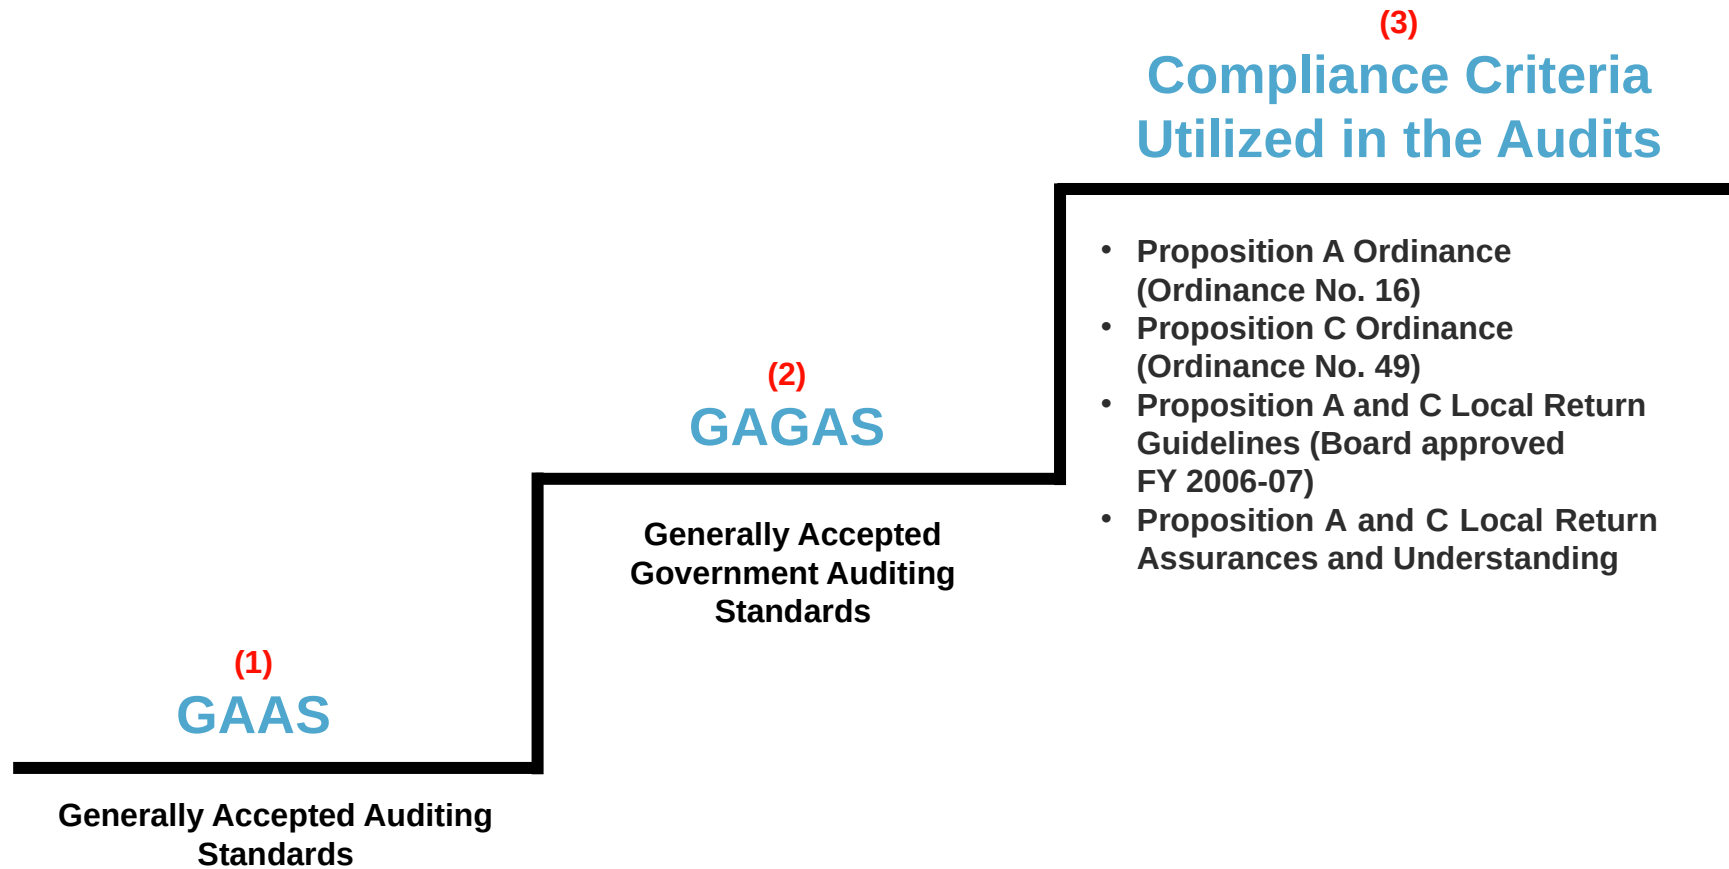 (1)
GAAS
Generally Accepted Auditing
Standards
(2)
GAGAS
Generally Accepted
Government Auditing
Standards
(3)
Compliance Criteria
Utilized in the Audits
• Proposition A Ordinance
(Ordinance No. 16)
• Proposition C Ordinance
(Ordinance No. 49)
• Proposition A and C Local Return
Guidelines (Board approved
FY 2006-07)
• Proposition A and C Local Return
Assurances and Understanding